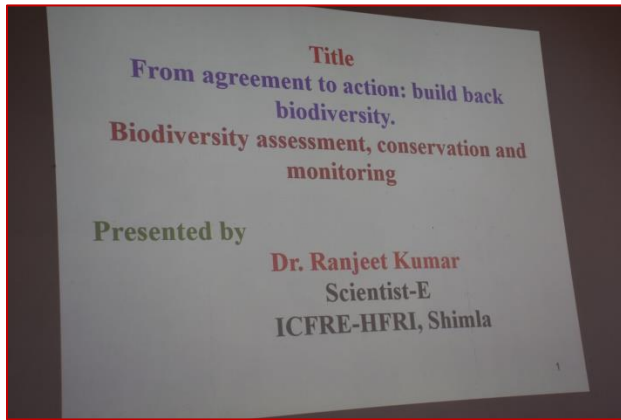 Title
From agreement to action: build back
biodiversity.
Biodiversity assessment, conservation and
monitoring
Presented by
Dr. Ranjeet Kumar
Scientist-E
ICFRE-HFRI, Shimla
1